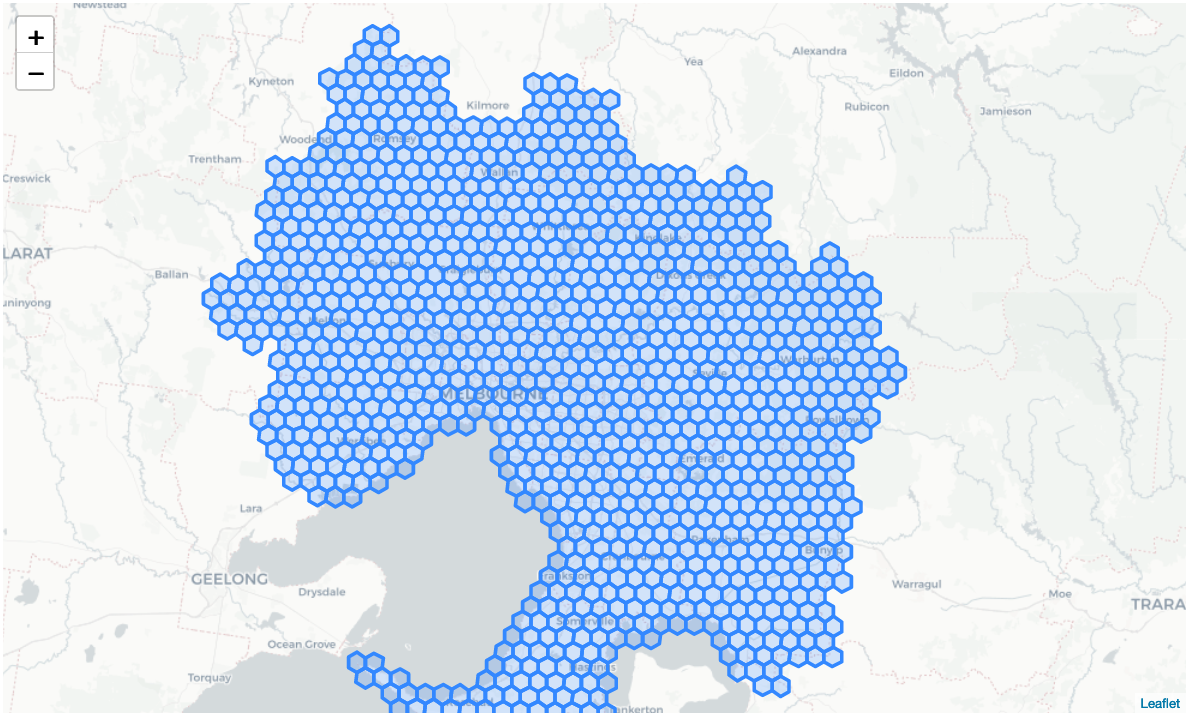 Newstead
+
−
Alexandra
Yea
Eildon
Kyneton
Kilmore
Rubicon
Jamieson
Woodend
Romsey
Trentham
Wallan
Creswick
LARAT
Ballan
uninyong
Melton
Warburton
Seville
MELBOURNE
Werribee
Emerald
Lara
Pakenham
Bunyip
GEELONG
rankston
Warragul
Drysdale
Moe
TRARA
Somerville
Ocean Grove
Hastings
Torquay
ankerton
Leaflet